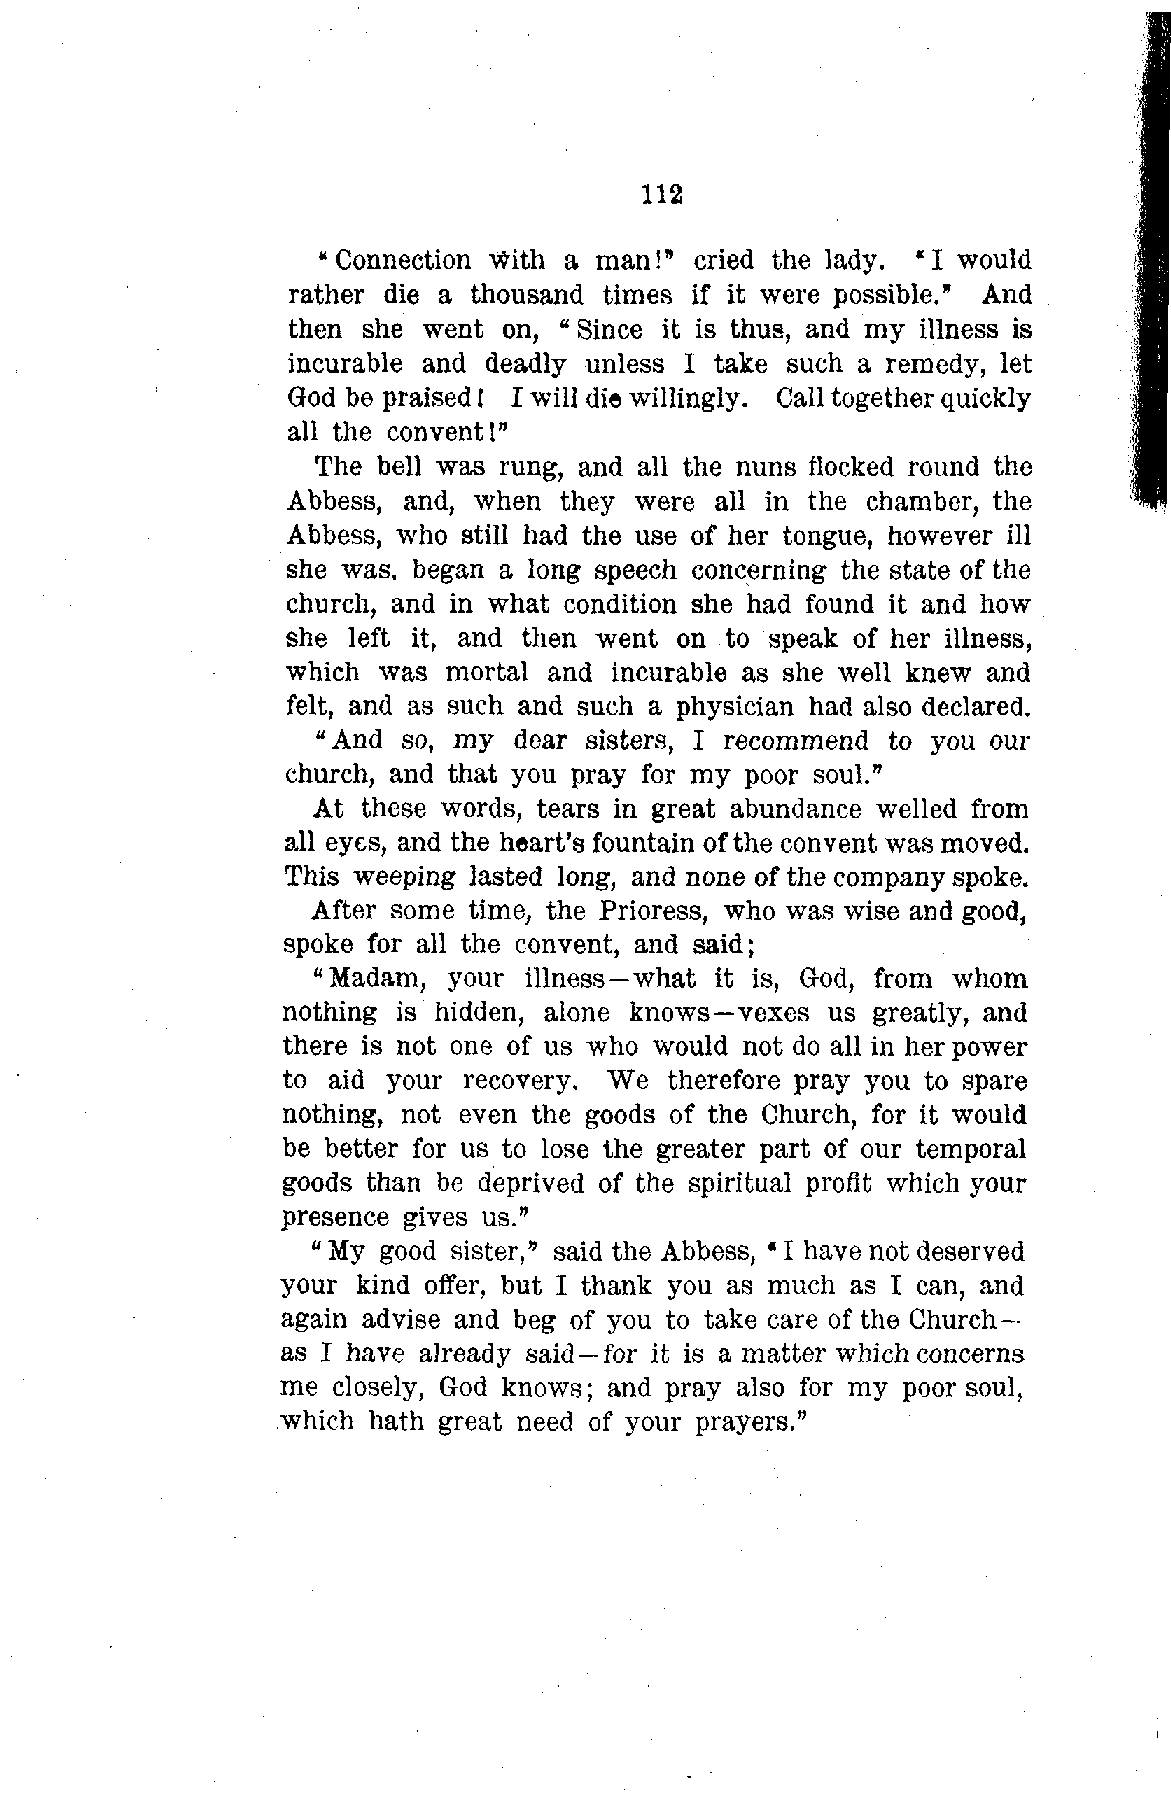 112
"Connection with a man!" cried the lady. "I would
rather die a thousand times if it were possible." And
then she went on, "Since it is thus, and my illness is
incurable and deadly unless I take such a remedy, let
God be praised! I will die willingly. Call together quickly
all the convent!"
The bell was rung, and all the nuns flocked round the
Abbess, and, when they were all in the chamber, the
Abbess, who still had the use of her tongue, however ill
she was, began a long speech concerning the state of the
church, and in what condition she had found it and how
she left it, and then went on to speak of her illness,
which was mortal and incurable as she well knew and
felt, and as such and such a physician had also declared.
"And so, my dear sisters, I recommend to you our
church, and that you pray for my poor soul."
At these words, tears in great abundance welled from
all eyes, and the heart's fountain of the convent was moved.
This weeping lasted long, and none of the company spoke.
After some time, the Prioress, who was wise and good,
spoke for all the convent, and said;
"Madam, your illness—what it is, God, from whom
nothing is hidden, alone knows—vexes us greatly, and
there is not one of us who would not do all in her power
to aid your recovery. We therefore pray you to spare
nothing, not even the goods of the Church, for it would
be better for us to lose the greater part of our temporal
goods than be deprived of the spiritual profit which your
presence gives us."
"My good sister," said the Abbess, "I have not deserved
your kind offer, but I thank you as much as I can, and
again advise and beg of you to take care of the Church—
as I have already said—for it is a matter which concerns
me closely, God knows; and pray also for my poor soul,
which hath great need of your prayers."